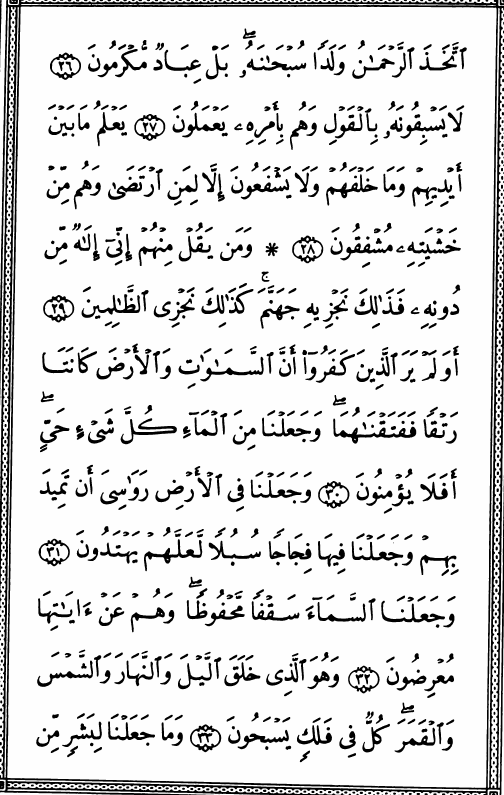 ٱتَّخَذَ ٱلرَّحۡمَٰنُ وَلَدٗاۗ سُبۡحَٰنَهُۥۚ بَلۡ عِبَادٞ مُّكۡرَمُونَ ٢٦
لَا يَسۡبِقُونَهُۥ بِٱلۡقَوۡلِ وَهُم بِأَمۡرِهِۦ يَعۡمَلُونَ ٢٧ يَعۡلَمُ مَا بَيۡنَ
أَيۡدِيهِمۡ وَمَا خَلۡفَهُمۡ وَلَا يَشۡفَعُونَ إِلَّا لِمَنِ ٱرۡتَضَىٰ وَهُم مِّنۡ
خَشۡيَتِهِۦ مُشۡفِقُونَ ٢٨ * وَمَن يَقُلۡ مِنۡهُمۡ إِنِّيٓ إِلَٰهٞ مِّن
دُونِهِۦ فَذَٰلِكَ نَجۡزِيهِ جَهَنَّمَۚ كَذَٰلِكَ نَجۡزِي ٱلظَّٰلِمِينَ ٢٩
أَوَلَمۡ يَرَ ٱلَّذِينَ كَفَرُوٓاْ أَنَّ ٱلسَّمَٰوَٰتِ وَٱلۡأَرۡضَ كَانَتَا
رَتۡقٗا فَفَتَقۡنَٰهُمَاۖ وَجَعَلۡنَا مِنَ ٱلۡمَآءِ كُلَّ شَيۡءٍ حَيٍّۖ
أَفَلَا يُؤۡمِنُونَ ٣٠ وَجَعَلۡنَا فِي ٱلۡأَرۡضِ رَوَٰسِيَ أَن تَمِيدَ
بِهِمۡ وَجَعَلۡنَا فِيهَا فِجَاجٗا سُبُلٗا لَّعَلَّهُمۡ يَهۡتَدُونَ ٣١
وَجَعَلۡنَا ٱلسَّمَآءَ سَقۡفٗا مَّحۡفُوظٗاۖ وَهُمۡ عَنۡ ءَايَٰتِهَا
مُعۡرِضُونَ ٣٢ وَهُوَ ٱلَّذِي خَلَقَ ٱلَّيۡلَ وَٱلنَّهَارَ وَٱلشَّمۡسَ
وَٱلۡقَمَرَۖ كُلّٞ فِي فَلَكٖ يَسۡبَحُونَ ٣٣ وَمَا جَعَلۡنَا لِبَشَرٖ مِّن